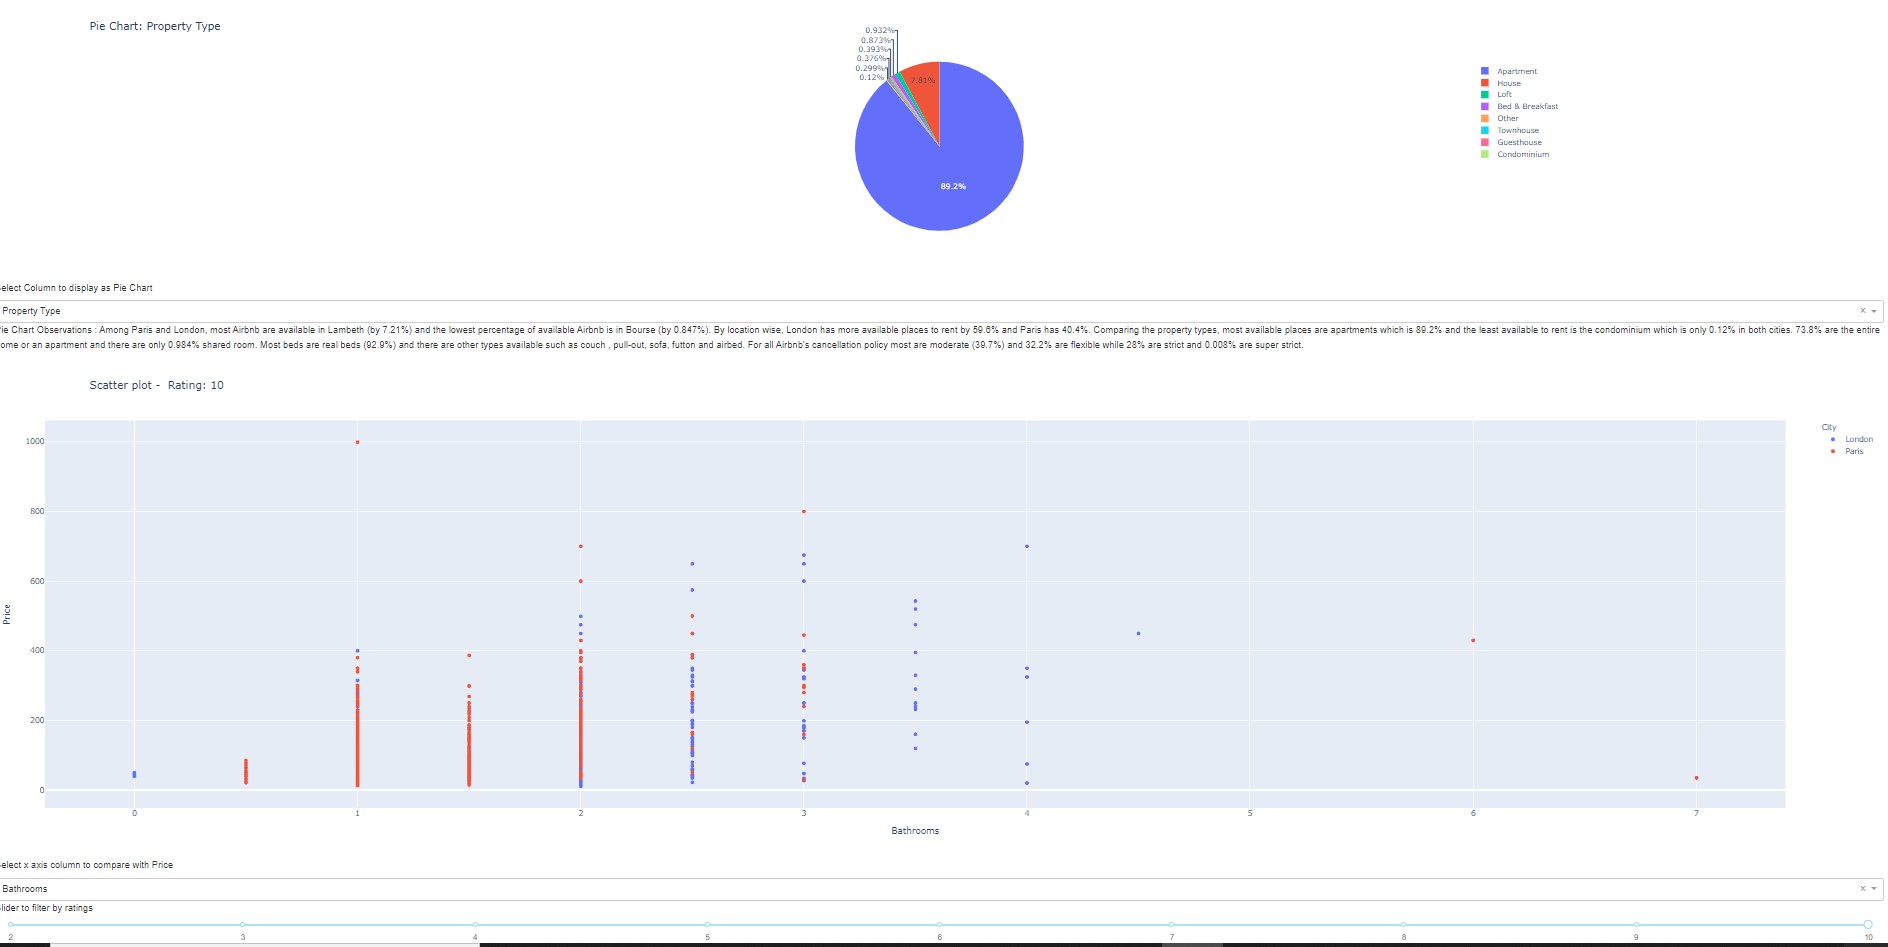 Pie Chart: Property Type
0.932%
0.873%
0.393%
0.376%
0.299%
0.12%
7.81%
89.2%
Apartment
House
Loft
Bed & Breakfast
Other
Townhouse
Guesthouse
Condominium
elect Column to display as Pie Chart
Property Type
ie Chart Observations : Among Paris and London, most Airbnb are available in Lambeth (by 7.21%) and the lowest percentage of available Airbnb is in Bourse (by 0.847%). By location wise, London has more available places to rent by 59.6% and Paris has 40.4%. Comparing the property types, most available places are apartments which is 89.2% and the least available to rent is the condominium which is only 0.12% in both cities. 73.8% are the entire
ome or an apartment and there are only 0.984% shared room. Most beds are real beds (92.9%) and there are other types available such as couch , pull-out, sofa, futton and airbed. For all Airbnb's cancellation policy most are moderate (39.7%) and 32.2% are flexible while 28% are strict and 0.008% are super strict.
Scatter plot - Rating: 10
City
London
Paris
1000
800
600
400
200
0
Price
0 1 2 3 4 5 6 7
Bathrooms
elect x axis column to compare with Price
Bathrooms
lider to filter by ratings
2 3 4 5 6 7 8 9 10